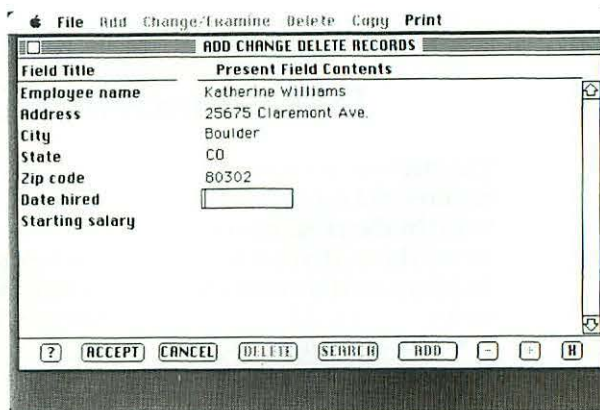 File Add Change/Examine Delete Copy Print
ADD CHANGE DELETE RECORDS
Field Title Present Field Contents
Employee name Katherine Williams
Address 25675 Claremont Ave.
City Boulder
State CO
Zip code 80302
Date hired
Starting salary
? ACCEPT CANCEL DELETE SEARCH ADD - + H